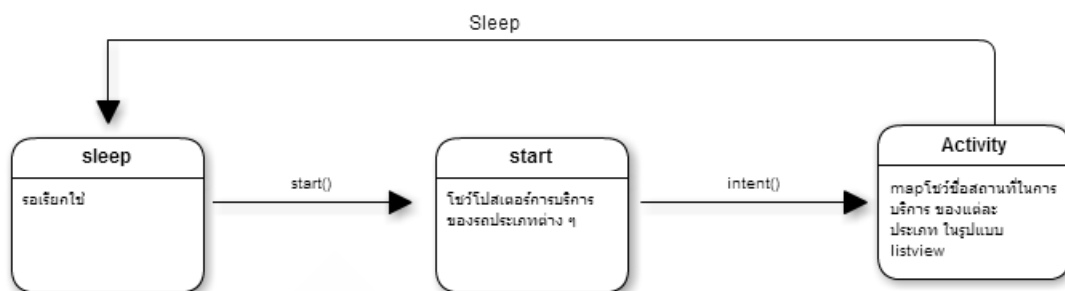 Sleep
sleep
รอเรียกใช้
start()
start
โชว์โปสเตอร์การบริการ
ของรถประเภทต่าง ๆ
intent()
Activity
mapโชว์ชื่อสถานที่ในการ
บริการ ของแต่ละ
ประเภท ในรูปแบบ
listview